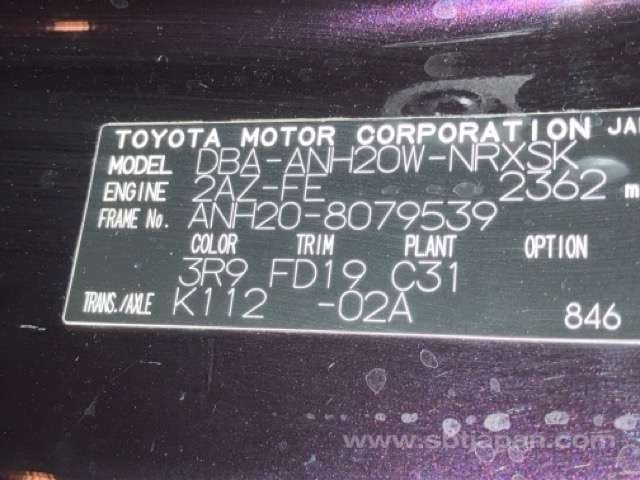 TOYOTA MOTOR CORPORATION JA
MODEL DBA-ANH20W-NRXSK
ENGINE 2AZ-FE 2362 m
FRAME No. ANH20-8079539
COLOR TRIM PLANT OPTION
3R9 FD19 C31
TRANS./AXLE K112 -02A 846
www.sbtjapan.com